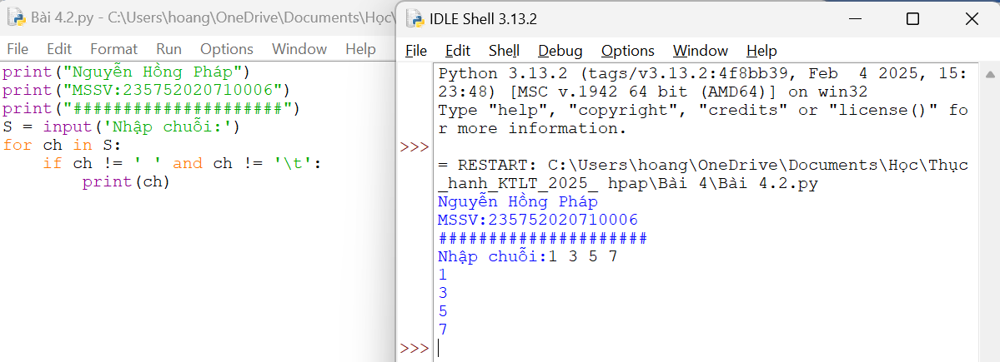 Bài 4.2.py - C:\Users\hoang\OneDrive\Documents\Học\
File Edit Format Run Options Window Help
print("Nguyễn Hồng Pháp")
print("MSSV:235752020710006")
print("#####################")
S = input('Nhập chuỗi:')
for ch in S:
    if ch != ' ' and ch != '\t':
        print(ch)
IDLE Shell 3.13.2
File Edit Shell Debug Options Window Help
Python 3.13.2 (tags/v3.13.2:4f8bb39, Feb  4 2025, 15:
23:48) [MSC v.1942 64 bit (AMD64)] on win32
Type "help", "copyright", "credits" or "license()" fo
r more information.
>>>
= RESTART: C:\Users\hoang\OneDrive\Documents\Học\Thực
_hanh_KTLT_2025_ hpap\Bài 4\Bài 4.2.py
Nguyễn Hồng Pháp
MSSV:235752020710006
#####################
Nhập chuỗi:1 3 5 7
1
3
5
7
>>>